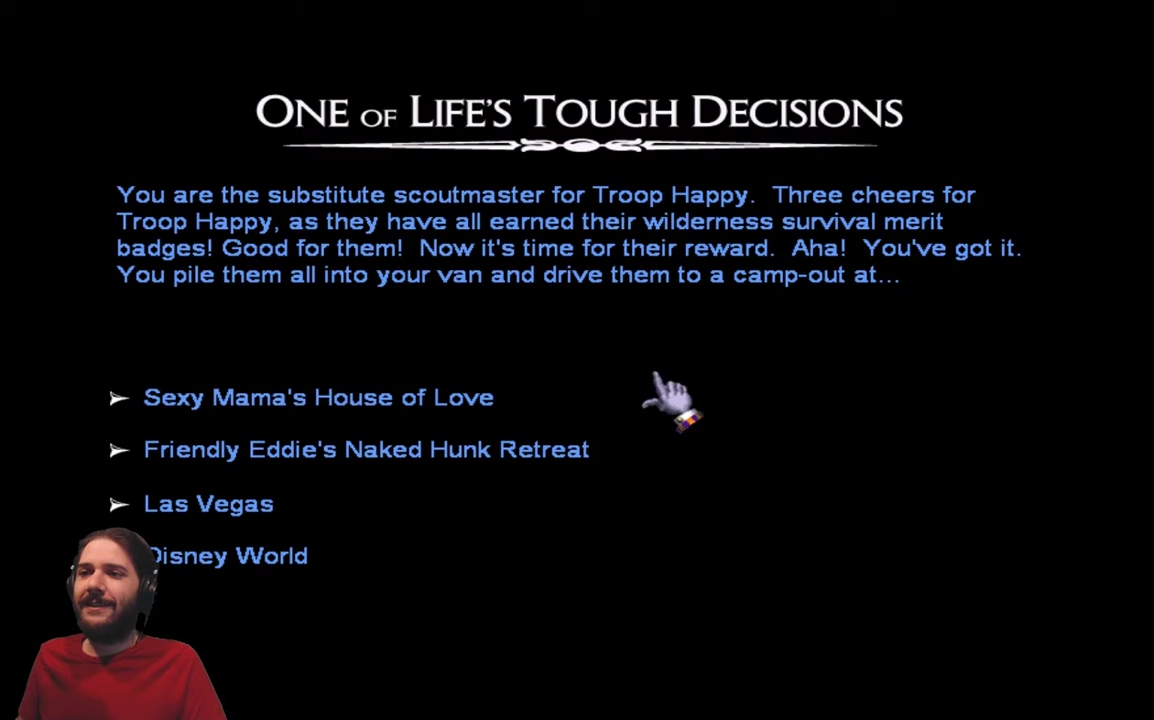 ONE OF LIFE'S TOUGH DECISIONS
You are the substitute scoutmaster for Troop Happy. Three cheers for
Troop Happy, as they have all earned their wilderness survival merit
badges! Good for them! Now it's time for their reward. Aha! You've got it.
You pile them all into your van and drive them to a camp-out at...
Sexy Mama's House of Love
Friendly Eddie's Naked Hunk Retreat
Las Vegas
Disney World